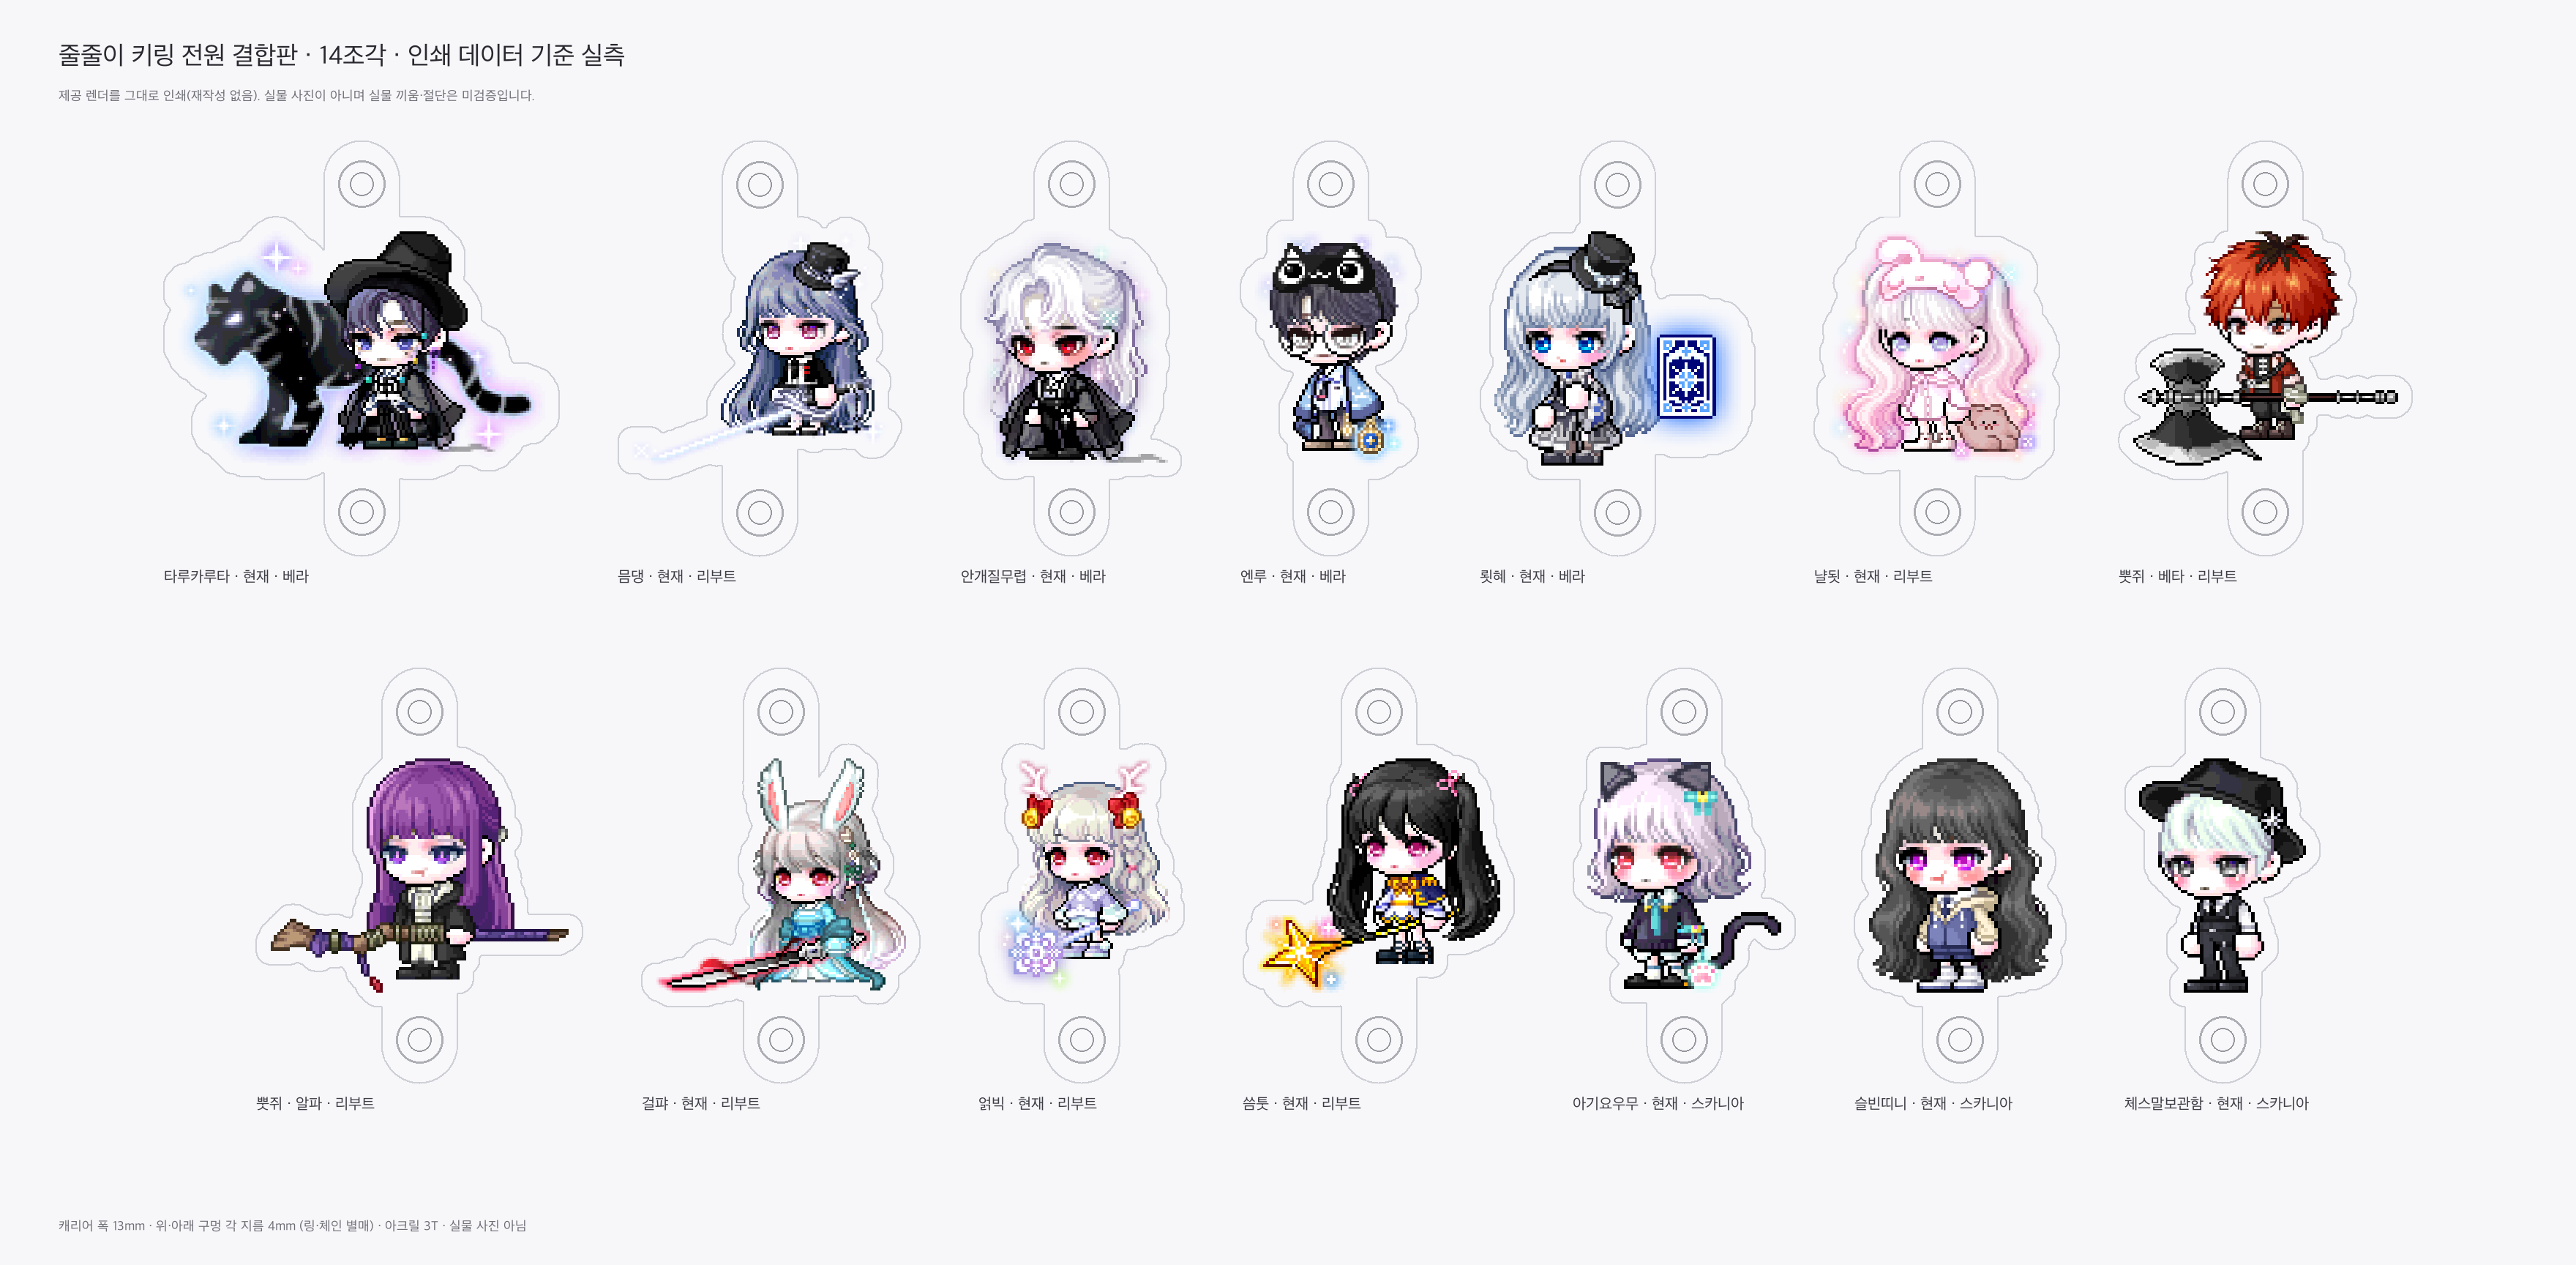 줄줄이 키링 전원 결합판 · 14조각 · 인쇄 데이터 기준 실측
제공 렌더를 그대로 인쇄(재작성 없음). 실물 사진이 아니며 실물 끼움·절단은 미검증입니다.
타루카루타 · 현재 · 베라
믐댕 · 현재 · 리부트
안개질무렵 · 현재 · 베라
엔루 · 현재 · 베라
룃혜 · 현재 · 베라
냘됫 · 현재 · 리부트
뿻쥐 · 베타 · 리부트
뿻쥐 · 알파 · 리부트
걸퍄 · 현재 · 리부트
얽빅 · 현재 · 리부트
씀툿 · 현재 · 리부트
아기요우무 · 현재 · 스카니아
슬빈띠니 · 현재 · 스카니아
체스말보관함 · 현재 · 스카니아
캐리어 폭 13mm · 위·아래 구멍 각 지름 4mm (링·체인 별매) · 아크릴 3T · 실물 사진 아님